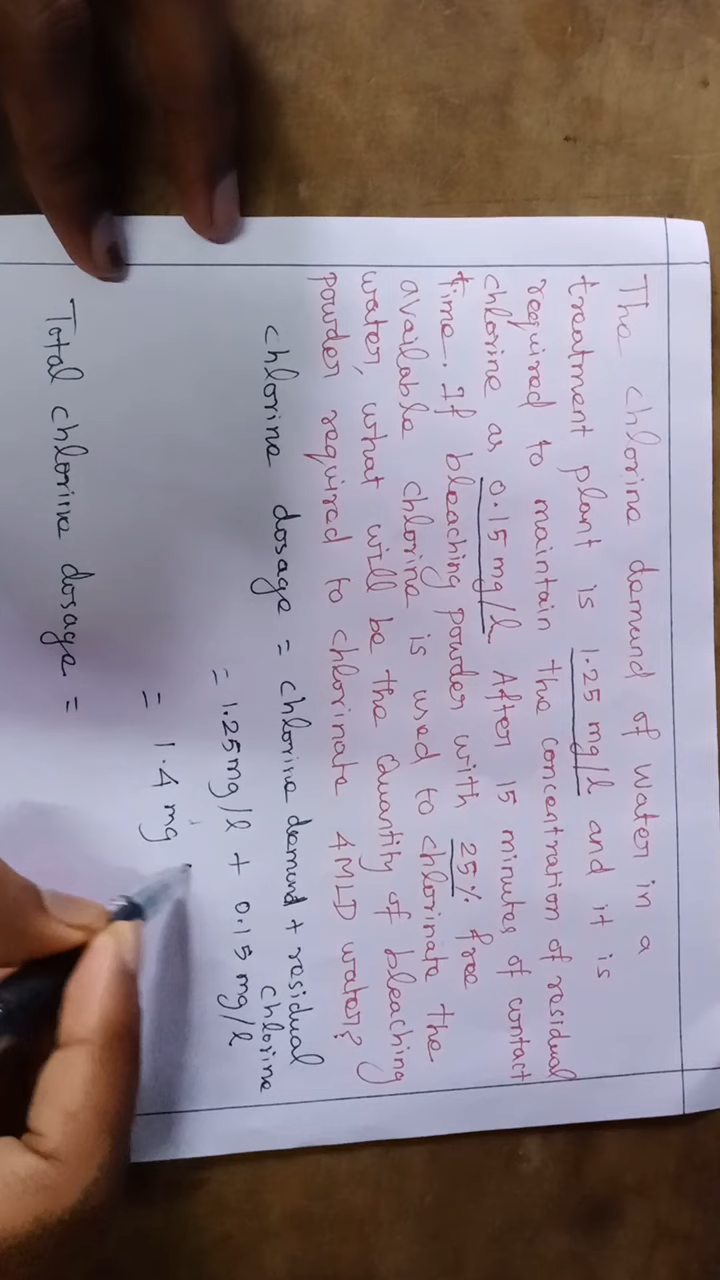 The chlorine demand of water in a
treatment plant is 1.25 mg/l and it is
required to maintain the concentration of residual
chlorine as 0.15 mg/l After 15 minutes of contact
time. If bleaching powder with 25% free
available chlorine is used to chlorinate the
water, what will be the Quantity of bleaching
powder required to chlorinate 4MLD water?
chlorine dosage = chlorine demand + residual
chlorine
= 1.25mg/l + 0.15 mg/l
= 1.4 mg
Total chlorine dosage =